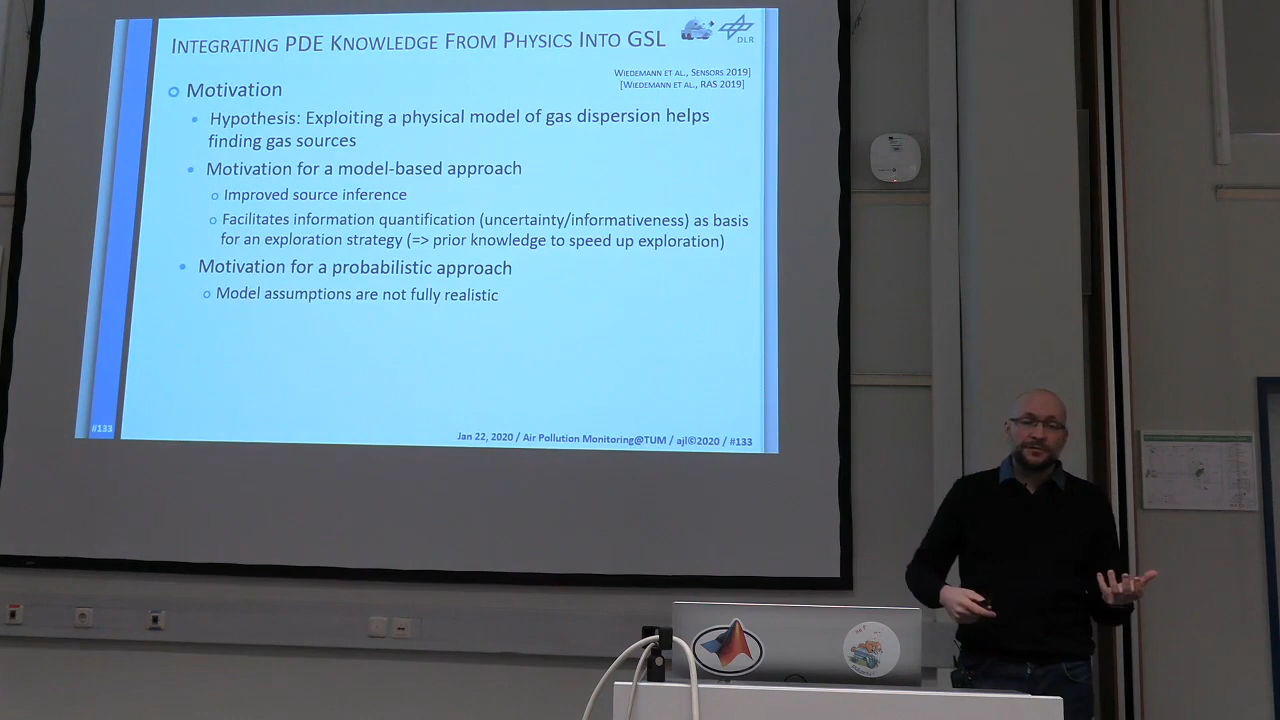 INTEGRATING PDE KNOWLEDGE FROM PHYSICS INTO GSL
DLR
WIEDEMANN ET AL., SENSORS 2019]
[WIEDEMANN ET AL., RAS 2019]
Motivation
Hypothesis: Exploiting a physical model of gas dispersion helps
finding gas sources
Motivation for a model-based approach
Improved source inference
Facilitates information quantification (uncertainty/informativeness) as basis
for an exploration strategy (=> prior knowledge to speed up exploration)
Motivation for a probabilistic approach
Model assumptions are not fully realistic
#133
Jan 22, 2020 / Air Pollution Monitoring@TUM / ajl©2020 / #133